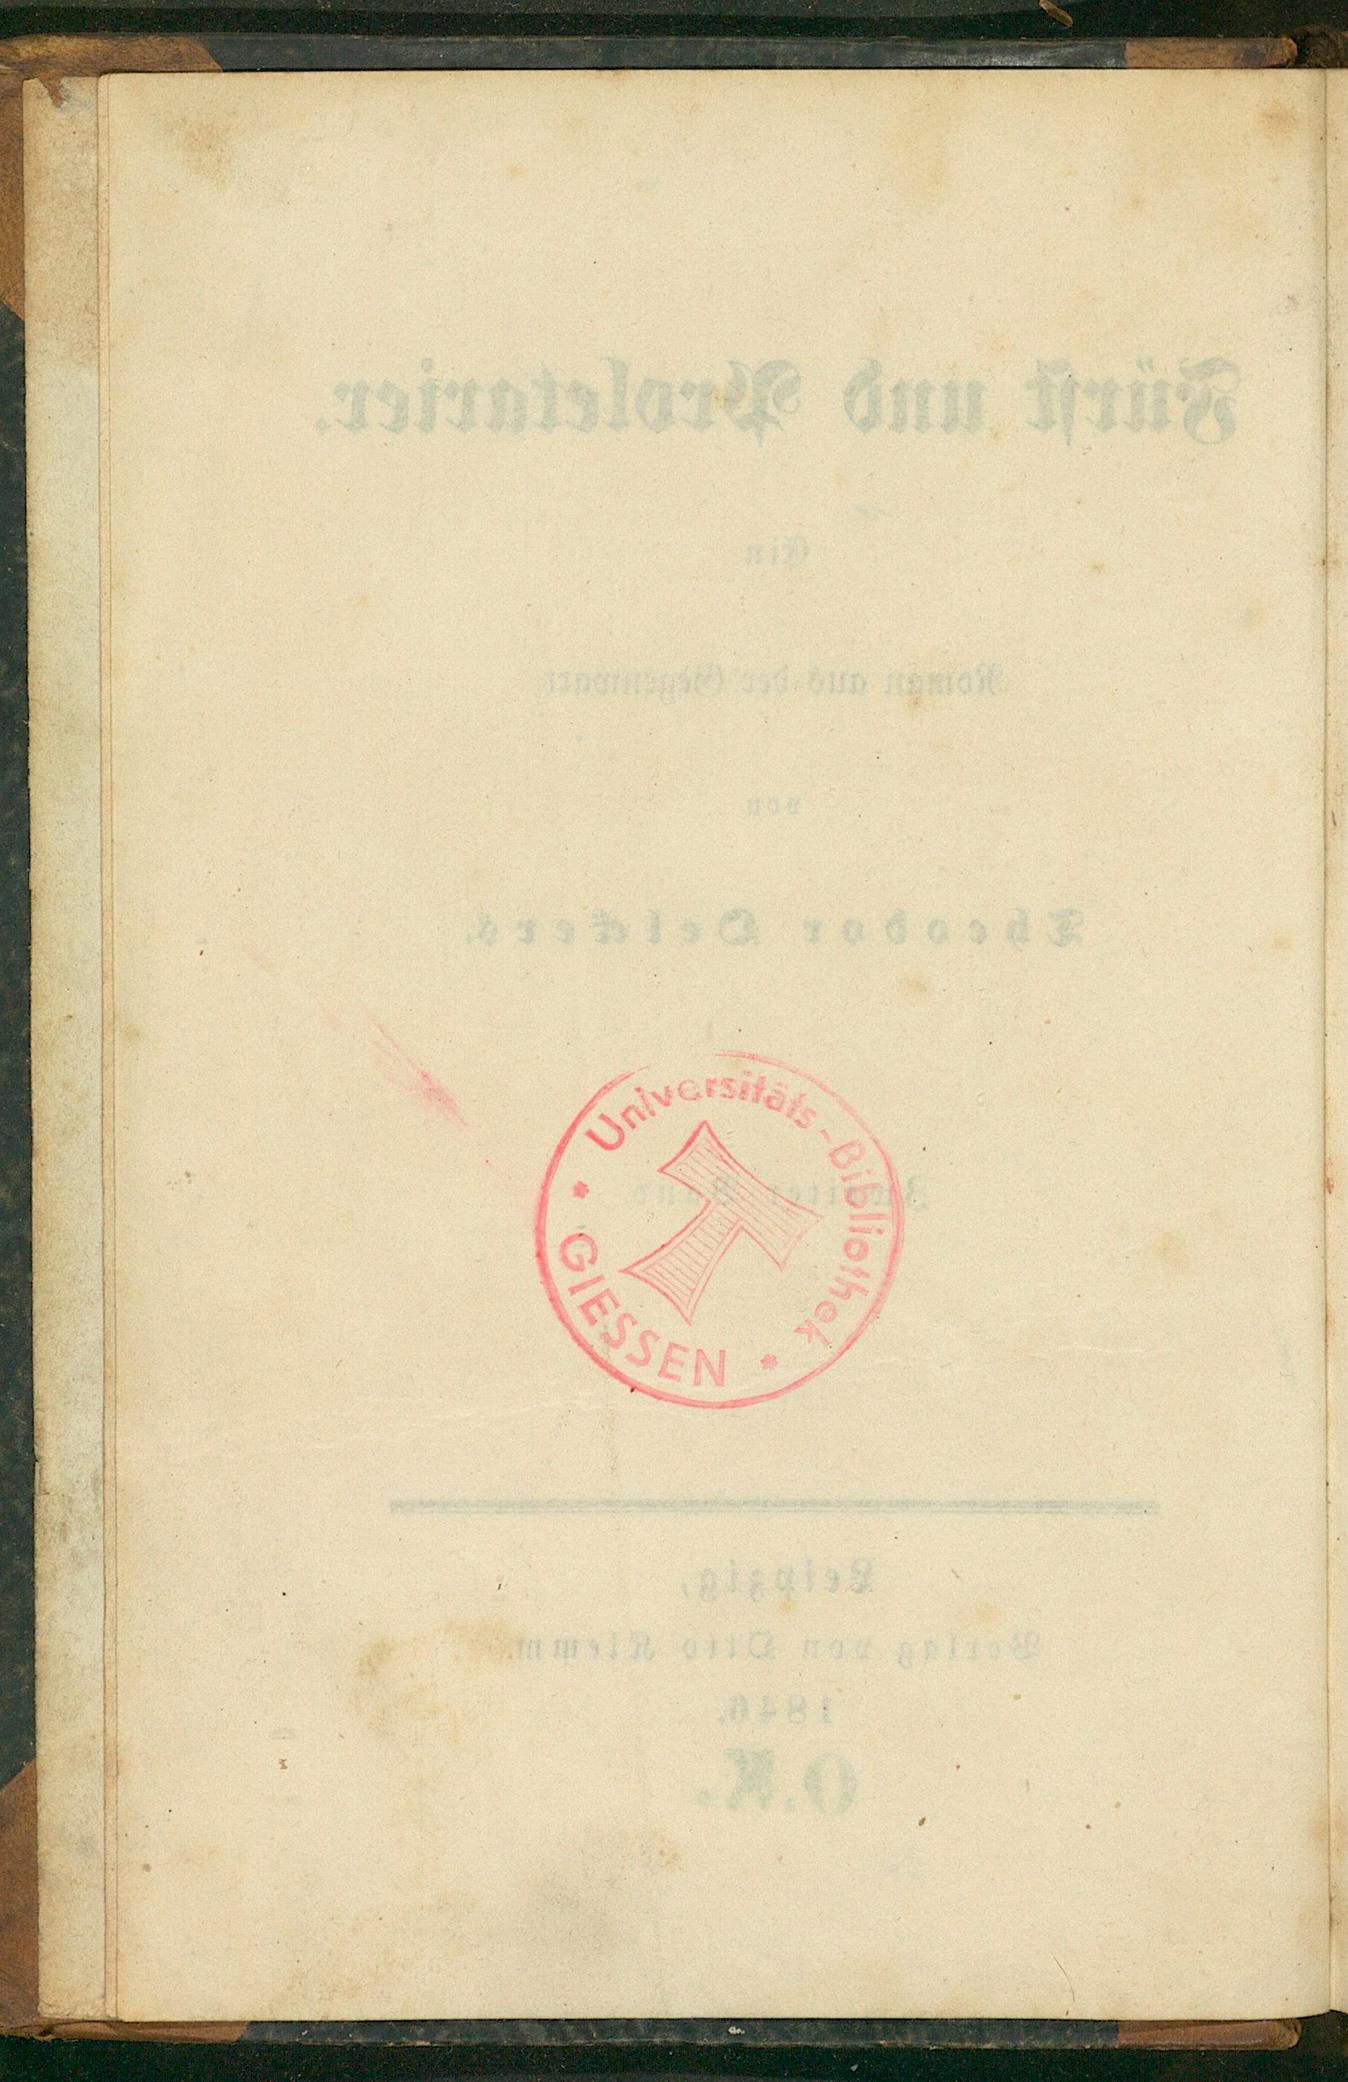 Fürst und Proletarier.
Ein
Roman aus der Gegenwart
von
Theodor Oelckers.
Zweiter Band
Universitäts-Bibliothek
* GIESSEN *
Leipzig,
Verlag von Otto Klemm.
1846.
O.K.